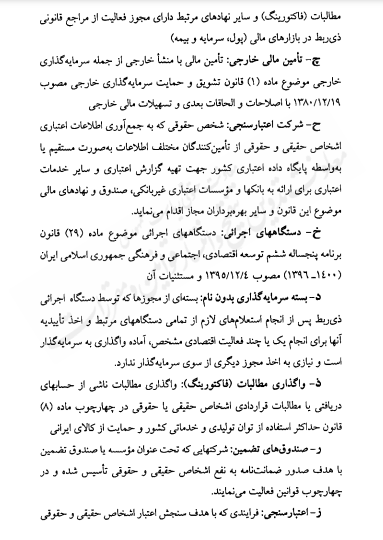 مطالبات (فاکتورینگ) و سایر نهادهای مرتبط دارای مجوز فعالیت از مراجع قانونی
ذی‌ربط در بازارهای مالی (پول، سرمایه و بیمه)
چ- تأمین مالی خارجی: تأمین مالی با منشأ خارجی از جمله سرمایه‌گذاری
خارجی موضوع ماده (۱) قانون تشویق و حمایت سرمایه‌گذاری خارجی مصوب
۱۳۸۰/۱۲/۱۹ با اصلاحات و الحاقات بعدی و تسهیلات مالی خارجی
ح- شرکت اعتبارسنجی: شخص حقوقی که به جمع‌آوری اطلاعات اعتباری
اشخاص حقیقی و حقوقی از تأمین‌کنندگان مختلف اطلاعات به‌صورت مستقیم یا
به‌واسطه پایگاه داده اعتباری کشور جهت تهیه گزارش اعتباری و سایر خدمات
اعتباری برای ارائه به بانکها و مؤسسات اعتباری غیربانکی، صندوق و نهادهای مالی
موضوع این قانون و سایر بهره‌برداران مجاز اقدام می‌نماید.
خ- دستگاههای اجرائی: دستگاههای اجرائی موضوع ماده (۲۹) قانون
برنامه پنجساله ششم توسعه اقتصادی، اجتماعی و فرهنگی جمهوری اسلامی ایران
(۱۴۰۰- ۱۳۹۶) مصوب ۱۳۹۵/۱۲/۴ و مستثنیات آن
د- بسته سرمایه‌گذاری بدون نام: بسته‌ای از مجوزها که توسط دستگاه اجرائی
ذی‌ربط پس از انجام استعلام‌های لازم از تمامی دستگاههای مرتبط و اخذ تأییدیه
آنها برای انجام یک یا چند فعالیت اقتصادی مشخص، آماده واگذاری به سرمایه‌گذار
است و نیازی به اخذ مجوز دیگری از سوی سرمایه‌گذار ندارد.
ذ- واگذاری مطالبات (فاکتورینگ): واگذاری مطالبات ناشی از حسابهای
دریافتی یا مطالبات قراردادی اشخاص حقیقی یا حقوقی در چهارچوب ماده (۸)
قانون حداکثر استفاده از توان تولیدی و خدماتی کشور و حمایت از کالای ایرانی
ر- صندوق‌های تضمین: شرکتهایی که تحت عنوان مؤسسه یا صندوق تضمین
با هدف صدور ضمانت‌نامه به نفع اشخاص حقیقی و حقوقی تأسیس شده و در
چهارچوب قوانین فعالیت می‌نمایند.
ز- اعتبارسنجی: فرایندی که با هدف سنجش اعتبار اشخاص حقیقی و حقوقی